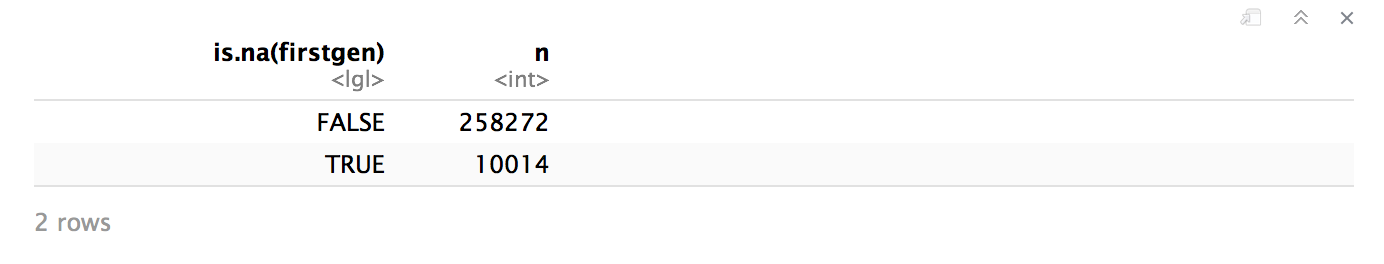 is.na(firstgen) n
<lgl> <int>
FALSE 258272
TRUE 10014
2 rows